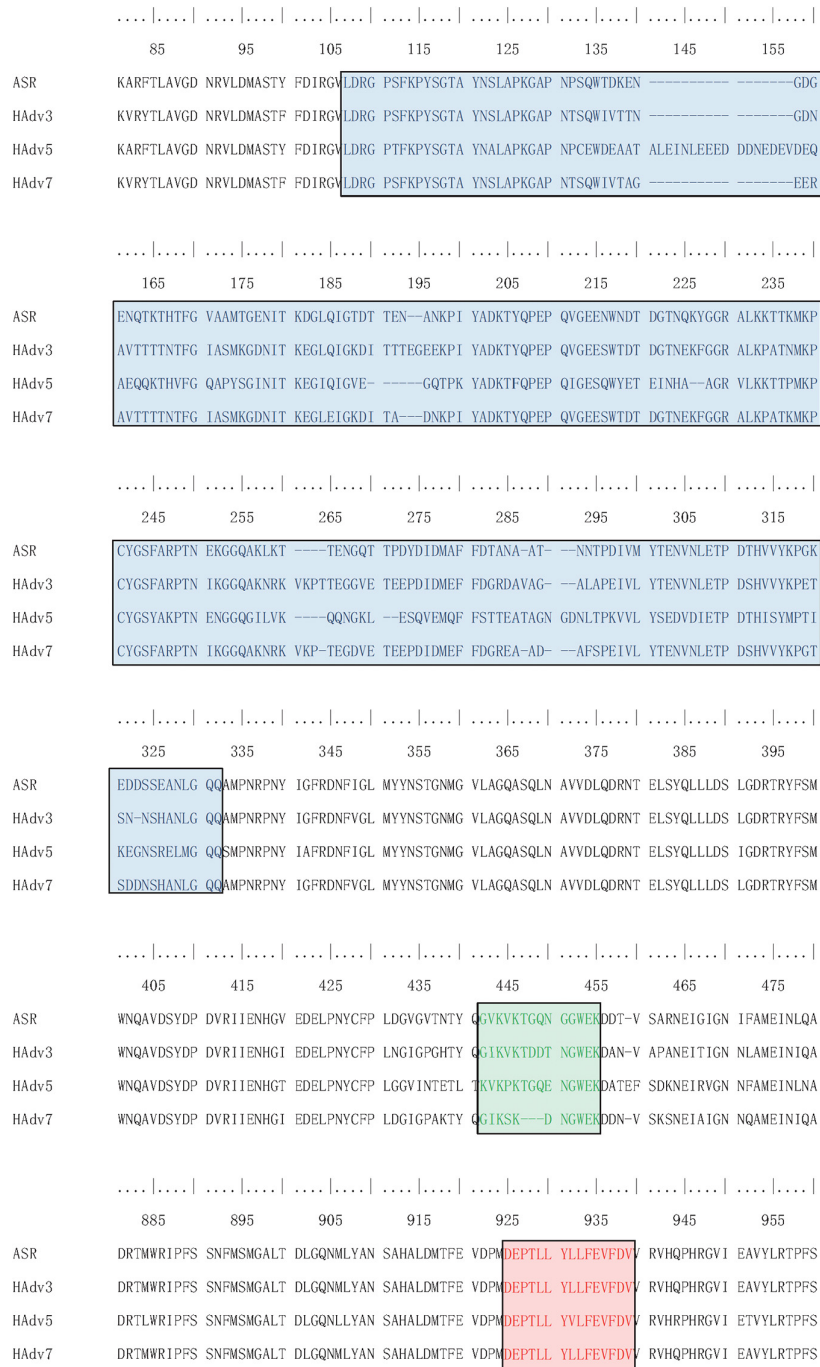 ....|....| ....|....| ....|....| ....|....| ....|....| ....|....| ....|....| ....|....|
85 95 105 115 125 135 145 155
ASR KARFTLAVGD NRVLDMASTY FDIRGVLDRG PSFKPYSGTA YNSLAPKGAP NPSQWTDKEN ---------- -------GDG
HAdv3 KVRYTLAVGD NRVLDMASTF FDIRGVLDRG PSFKPYSGTA YNSLAPKGAP NTSQWIVTTN ---------- -------GDN
HAdv5 KARFTLAVGD NRVLDMASTY FDIRGVLDRG PTFKPYSGTA YNALAPKGAP NPCEWDEAAT ALEINLEEED DDNEDEVDEQ
HAdv7 KVRYTLAVGD NRVLDMASTF FDIRGVLDRG PSFKPYSGTA YNSLAPKGAP NTSQWIVTAG ---------- -------EER
....|....| ....|....| ....|....| ....|....| ....|....| ....|....| ....|....| ....|....|
165 175 185 195 205 215 225 235
ASR ENQTKTHTFG VAAMTGENIT KDGLQIGTDT TEN--ANKPI YADKTYQPEP QVGEENWNDT DGTNQKYGGR ALKKTTKMKP
HAdv3 AVTTTTNTFG IASMKGDNIT KEGLQIGKDI TTTEGEEKPI YADKTYQPEP QVGEESWTDT DGTNEKFGGR ALKPATNMKP
HAdv5 AEQQKTHVFG QAPYSGINIT KEGIQIGVE- -----GQTPK YADKTFQPEP QIGESQWYET EINHA--AGR VLKKTTPMKP
HAdv7 AVTTTTNTFG IASMKGDNIT KEGLEIGKDI TA---DNKPI YADKTYQPEP QVGEESWTDT DGTNEKFGGR ALKPATKMKP
....|....| ....|....| ....|....| ....|....| ....|....| ....|....| ....|....| ....|....|
245 255 265 275 285 295 305 315
ASR CYGSFARPTN EKGGQAKLKT ----TENGQT TPDYDIDMAF FDTANA-AT- --NNTPDIVM YTENVNLETP DTHVVYKPGK
HAdv3 CYGSFARPTN IKGGQAKNRK VKPTTEGGVE TEEPDIDMEF FDGRDAVAG- --ALAPEIVL YTENVNLETP DSHVVYKPET
HAdv5 CYGSYAKPTN ENGGQGILVK ----QQNGKL --ESQVEMQF FSTTEATAGN GDNLTPKVVL YSEDVDIETP DTHISYMPTI
HAdv7 CYGSFARPTN IKGGQAKNRK VKP-TEGDVE TEEPDIDMEF FDGREA-AD- --AFSPEIVL YTENVNLETP DSHVVYKPGT
....|....| ....|....| ....|....| ....|....| ....|....| ....|....| ....|....| ....|....|
325 335 345 355 365 375 385 395
ASR EDDSSEANLG QQAMPNRPNY IGFRDNFIGL MYYNSTGNMG VLAGQASQLN AVVDLQDRNT ELSYQLLLDS LGDRTRYFSM
HAdv3 SN-NSHANLG QQAMPNRPNY IGFRDNFVGL MYYNSTGNMG VLAGQASQLN AVVDLQDRNT ELSYQLLLDS LGDRTRYFSM
HAdv5 KEGNSRELMG QQSMPNRPNY IAFRDNFIGL MYYNSTGNMG VLAGQASQLN AVVDLQDRNT ELSYQLLLDS IGDRTRYFSM
HAdv7 SDDNSHANLG QQAMPNRPNY IGFRDNFVGL MYYNSTGNMG VLAGQASQLN AVVDLQDRNT ELSYQLLLDS LGDRTRYFSM
....|....| ....|....| ....|....| ....|....| ....|....| ....|....| ....|....| ....|....|
405 415 425 435 445 455 465 475
ASR WNQAVDSYDP DVRIIENHGV EDELPNYCFP LDGVGVTNTY QGVKVKTGQN GGWEKDDT-V SARNEIGIGN IFAMEINLQA
HAdv3 WNQAVDSYDP DVRIIENHGI EDELPNYCFP LNGIGPGHTY QGIKVKTDDT NGWEKDAN-V APANEITIGN NLAMEINIQA
HAdv5 WNQAVDSYDP DVRIIENHGT EDELPNYCFP LGGVINTETL TKVKPKTGQE NGWEKDATEF SDKNEIRVGN NFAMEINLNA
HAdv7 WNQAVDSYDP DVRIIENHGI EDELPNYCFP LDGIGPAKTY QGIKSK---D NGWEKDDN-V SKSNEIAIGN NQAMEINIQA
....|....| ....|....| ....|....| ....|....| ....|....| ....|....| ....|....| ....|....|
885 895 905 915 925 935 945 955
ASR DRTMWRIPFS SNFMSMGALT DLGQNMLYAN SAHALDMTFE VDPMDEPTLL YLLFEVFDVV RVHQPHRGVI EAVYLRTPFS
HAdv3 DRTMWRIPFS SNFMSMGALT DLGQNMLYAN SAHALDMTFE VDPMDEPTLL YLLFEVFDVV RVHQPHRGVI EAVYLRTPFS
HAdv5 DRTLWRIPFS SNFMSMGALT DLGQNLLYAN SAHALDMTFE VDPMDEPTLL YVLFEVFDVV RVHRPHRGVI ETVYLRTPFS
HAdv7 DRTMWRIPFS SNFMSMGALT DLGQNMLYAN SAHALDMTFE VDPMDEPTLL YLLFEVFDVV RVHQPHRGVI EAVYLRTPFS